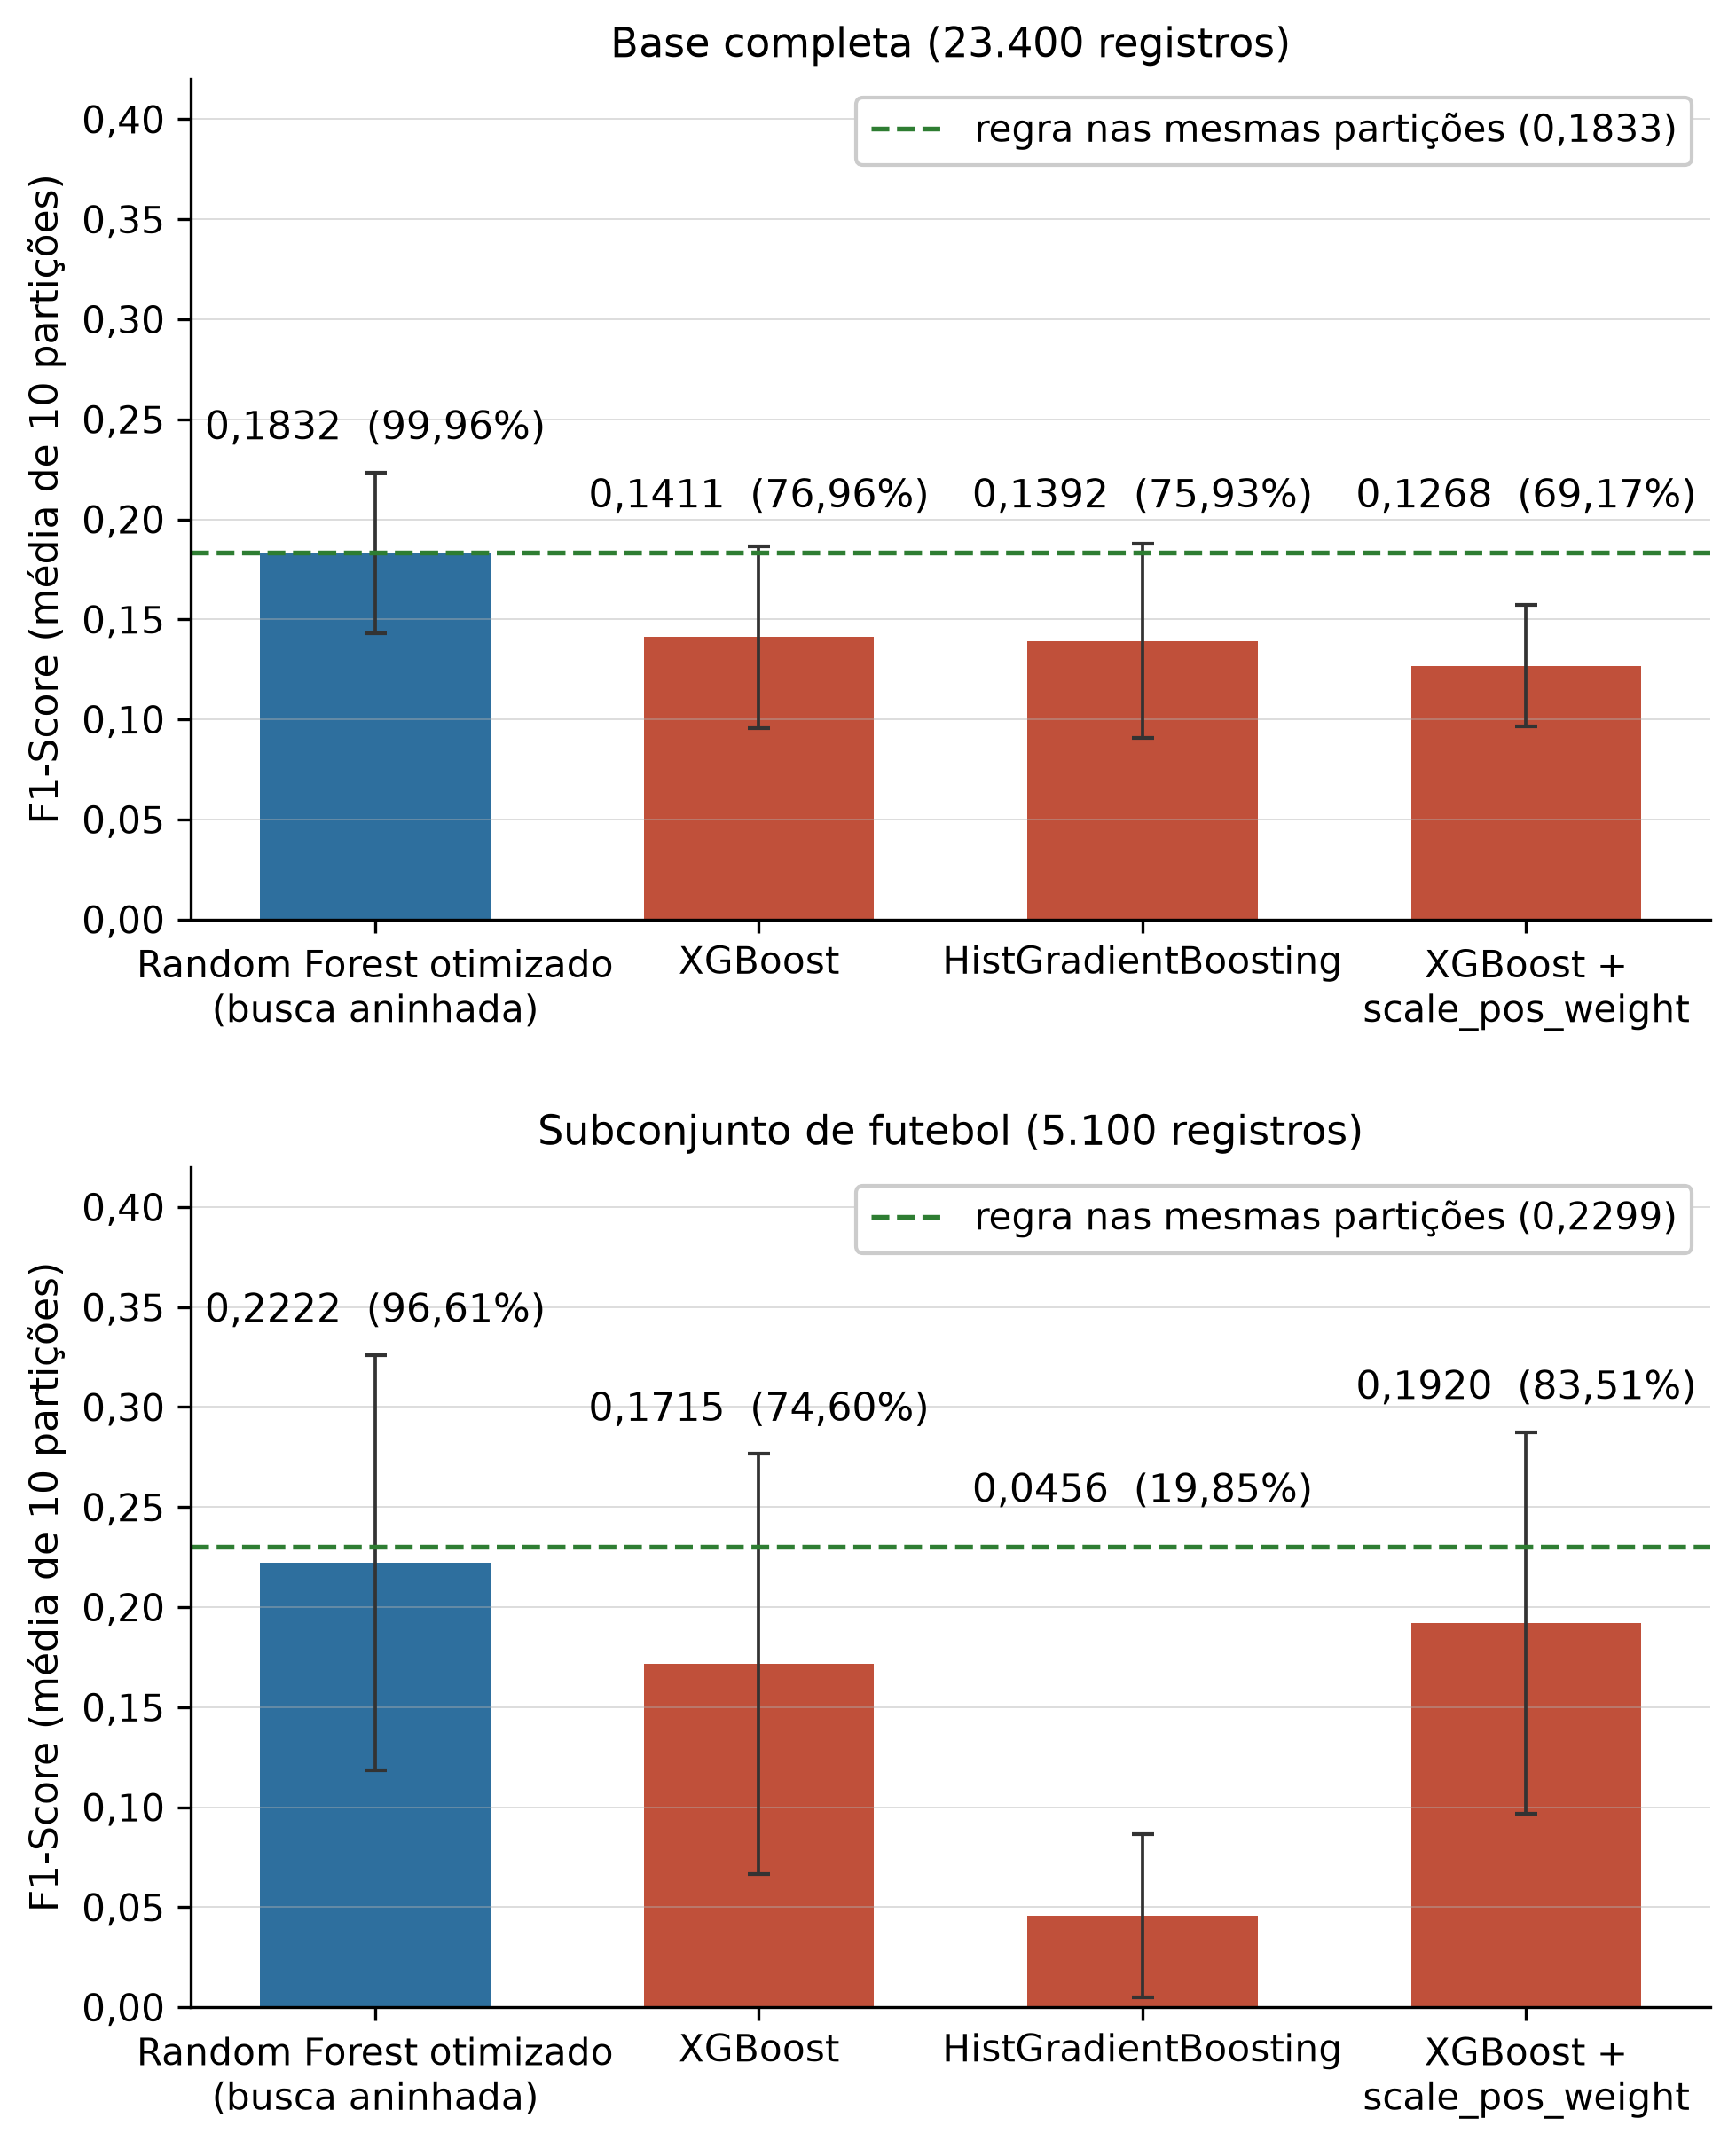 Base completa (23.400 registros)
F1-Score (média de 10 partições)
0,40
0,35
0,30
0,25
0,20
0,15
0,10
0,05
0,00
regra nas mesmas partições (0,1833)
0,1832 (99,96%)
0,1411 (76,96%)
0,1392 (75,93%)
0,1268 (69,17%)
Random Forest otimizado
(busca aninhada)
XGBoost
HistGradientBoosting
XGBoost +
scale_pos_weight
Subconjunto de futebol (5.100 registros)
F1-Score (média de 10 partições)
0,40
0,35
0,30
0,25
0,20
0,15
0,10
0,05
0,00
regra nas mesmas partições (0,2299)
0,2222 (96,61%)
0,1715 (74,60%)
0,0456 (19,85%)
0,1920 (83,51%)
Random Forest otimizado
(busca aninhada)
XGBoost
HistGradientBoosting
XGBoost +
scale_pos_weight